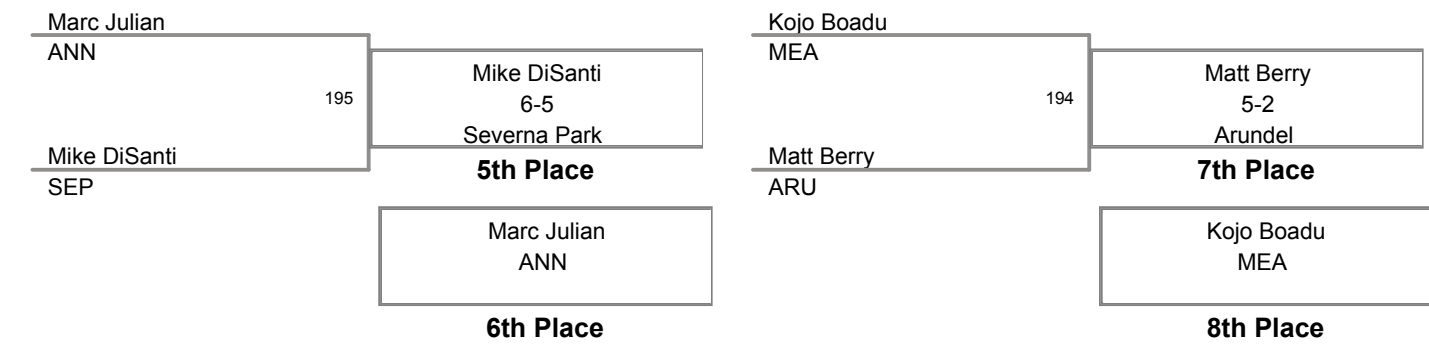 Marc Julian
ANN
195
Mike DiSanti
6-5
Severna Park
Mike DiSanti
SEP
5th Place
Marc Julian
ANN
6th Place
Kojo Boadu
MEA
194
Matt Berry
5-2
Arundel
Matt Berry
ARU
7th Place
Kojo Boadu
MEA
8th Place